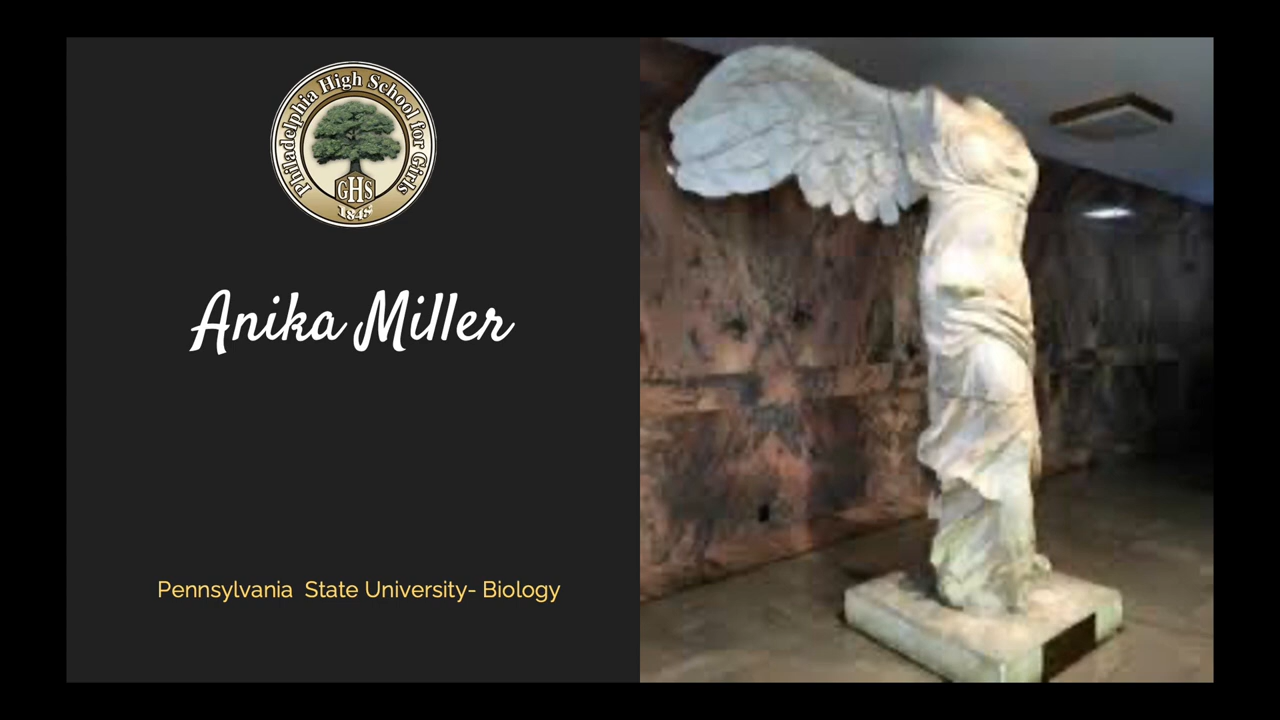 Philadelphia High School for Girls
GHS
1848
Anika Miller
Pennsylvania  State University- Biology